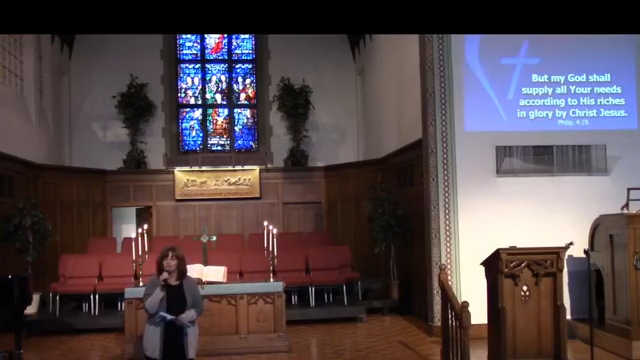 But my God shall
supply all Your needs
according to His riches
in glory by Christ Jesus.
Philip. 4:19